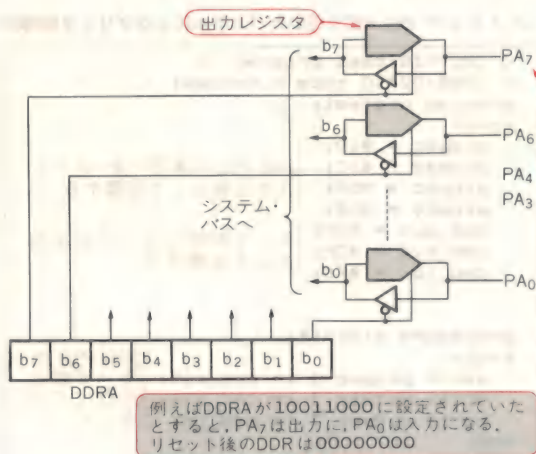 出力レジスタ
b7
PA7
b6
PA6
PA4
PA3
システム・
バスへ
b0
PA0
b7 b6 b5 b4 b3 b2 b1 b0
DDRA
例えばDDRAが10011000に設定されていた
とすると，PA7は出力に，PA0は入力になる．
リセット後のDDRは00000000